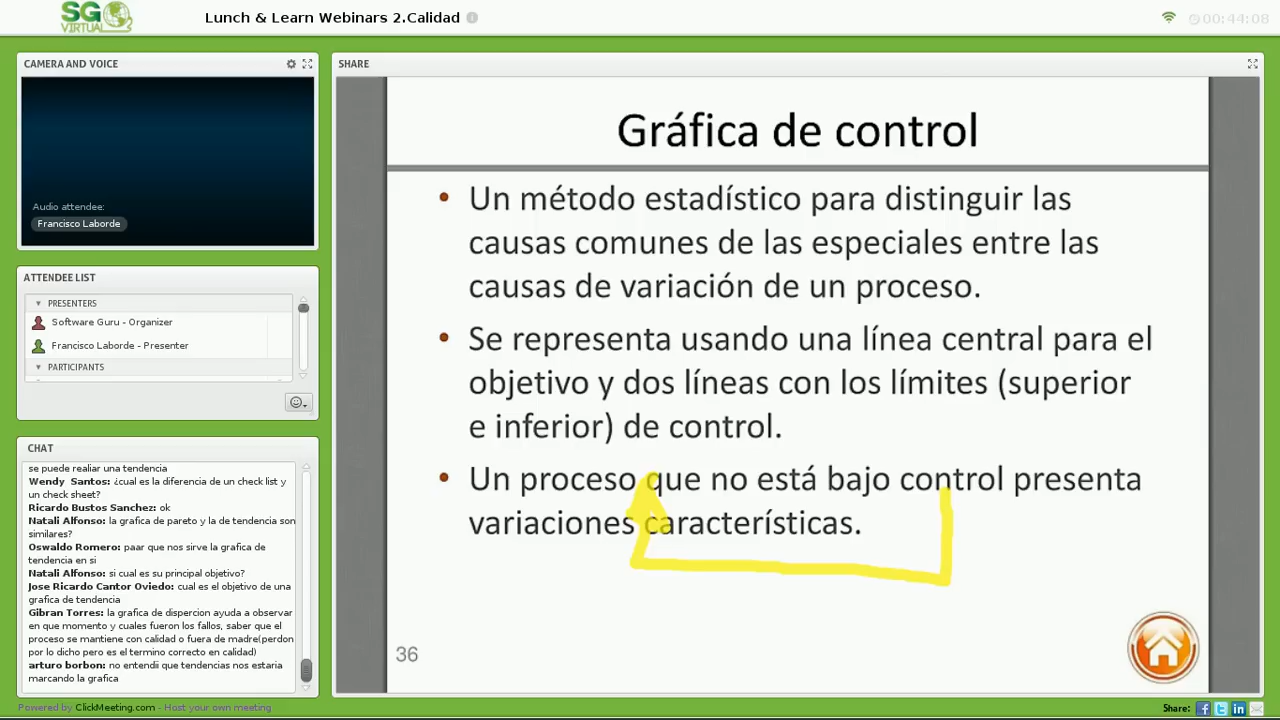 SG
VIRTUAL
Lunch & Learn Webinars 2.Calidad
00:44:08
CAMERA AND VOICE
Audio attendee:
Francisco Laborde
ATTENDEE LIST
PRESENTERS
Software Guru - Organizer
Francisco Laborde - Presenter
PARTICIPANTS
CHAT
se puede realiar una tendencia
Wendy Santos: ¿cual es la diferencia de un check list y
un check sheet?
Ricardo Bustos Sanchez: ok
Natali Alfonso: la grafica de pareto y la de tendencia son
similares?
Oswaldo Romero: paar que nos sirve la grafica de
tendencia en si
Natali Alfonso: si cual es su principal objetivo?
Jose Ricardo Cantor Oviedo: cual es el objetivo de una
grafica de tendencia
Gibran Torres: la grafica de dispercion ayuda a observar
en que momento y cuales fueron los fallos, saber que el
proceso se mantiene con calidad o fuera de madre(perdon
por lo dicho pero es el termino correcto en calidad)
arturo borbon: no entendi que tendencias nos estaria
marcando la grafica
SHARE
Gráfica de control
• Un método estadístico para distinguir las
causas comunes de las especiales entre las
causas de variación de un proceso.
• Se representa usando una línea central para el
objetivo y dos líneas con los límites (superior
e inferior) de control.
• Un proceso que no está bajo control presenta
variaciones características.
36
Powered by ClickMeeting.com - Host your own meeting
Share: